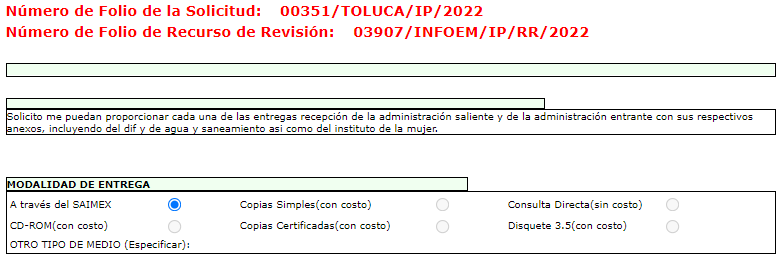 Número de Folio de la Solicitud: 00351/TOLUCA/IP/2022
Número de Folio de Recurso de Revisión: 03907/INFOEM/IP/RR/2022
Solicito me puedan proporcionar cada una de las entregas recepción de la administración saliente y de la administración entrante con sus respectivos
anexos, incluyendo del dif y de agua y saneamiento asi como del instituto de la mujer.
MODALIDAD DE ENTREGA
A través del SAIMEX Copias Simples(con costo) Consulta Directa(sin costo)
CD-ROM(con costo) Copias Certificadas(con costo) Disquete 3.5(con costo)
OTRO TIPO DE MEDIO (Especificar):